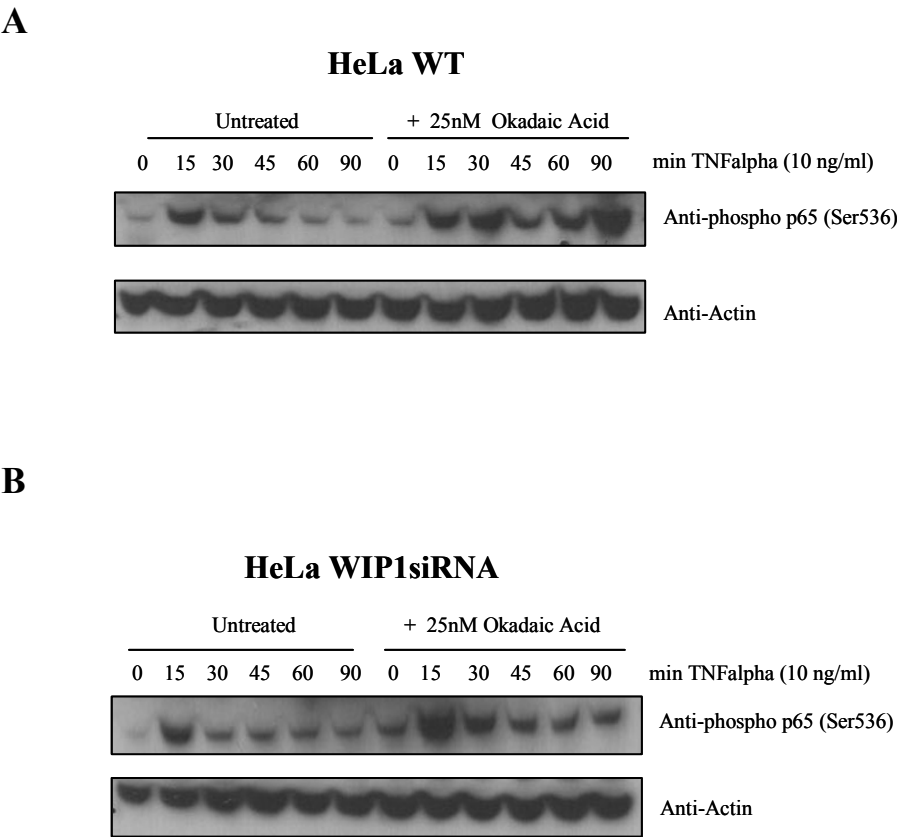 A
HeLa WT
Untreated + 25nM Okadaic Acid
0 15 30 45 60 90 0 15 30 45 60 90 min TNFalpha (10 ng/ml)
Anti-phospho p65 (Ser536)
Anti-Actin
B
HeLa WIP1siRNA
Untreated + 25nM Okadaic Acid
0 15 30 45 60 90 0 15 30 45 60 90 min TNFalpha (10 ng/ml)
Anti-phospho p65 (Ser536)
Anti-Actin